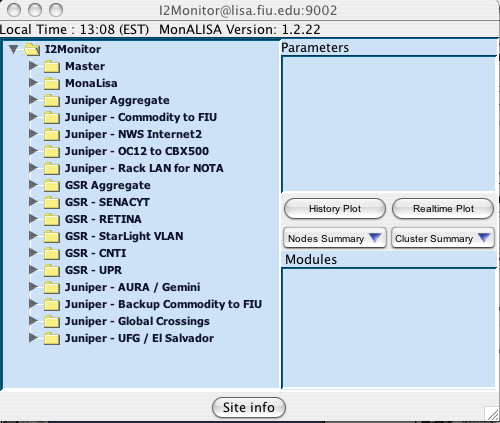 I2Monitor@lisa.fiu.edu:9002
Local Time : 13:08 (EST) MonALISA Version: 1.2.22
I2Monitor
Master
MonaLisa
Juniper Aggregate
Juniper - Commodity to FIU
Juniper - NWS Internet2
Juniper - OC12 to CBX500
Juniper - Rack LAN for NOTA
GSR Aggregate
GSR - SENACYT
GSR - RETINA
GSR - StarLight VLAN
GSR - CNTI
GSR - UPR
Juniper - AURA / Gemini
Juniper - Backup Commodity to FIU
Juniper - Global Crossings
Juniper - UFG / El Salvador
Parameters
History Plot Realtime Plot
Nodes Summary Cluster Summary
Modules
Site info